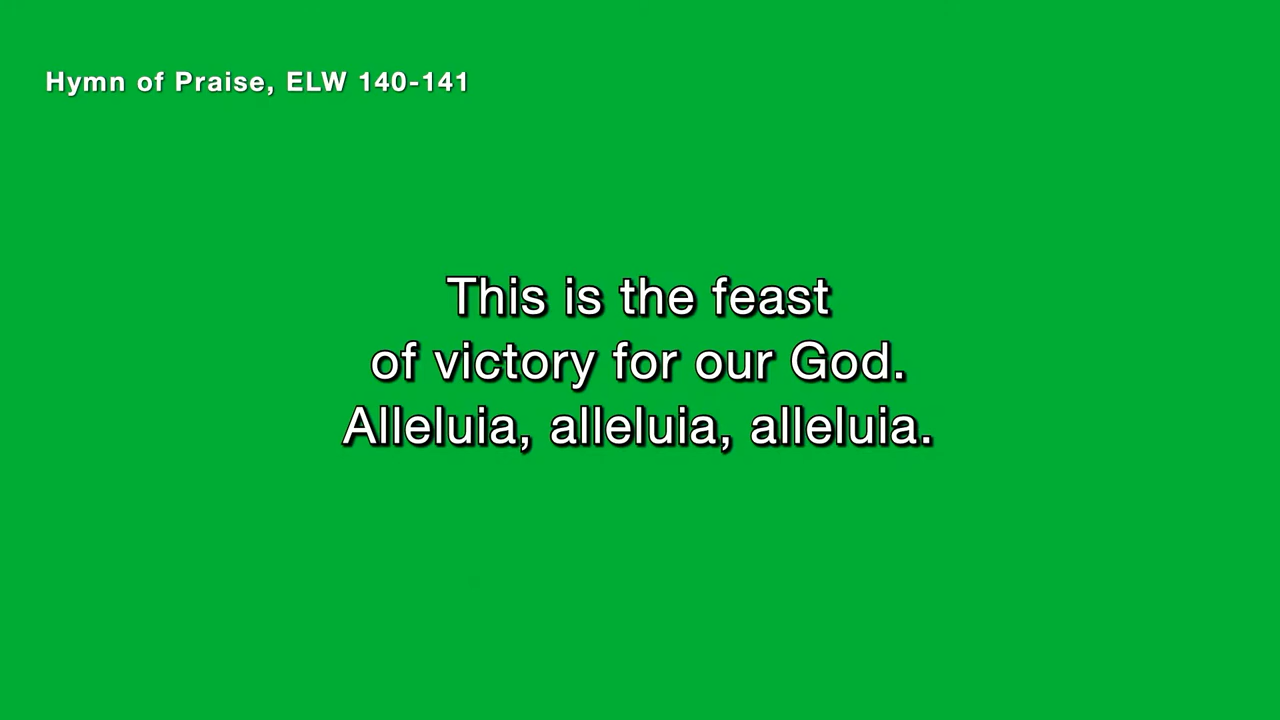 Hymn of Praise, ELW 140-141
This is the feast
of victory for our God.
Alleluia, alleluia, alleluia.